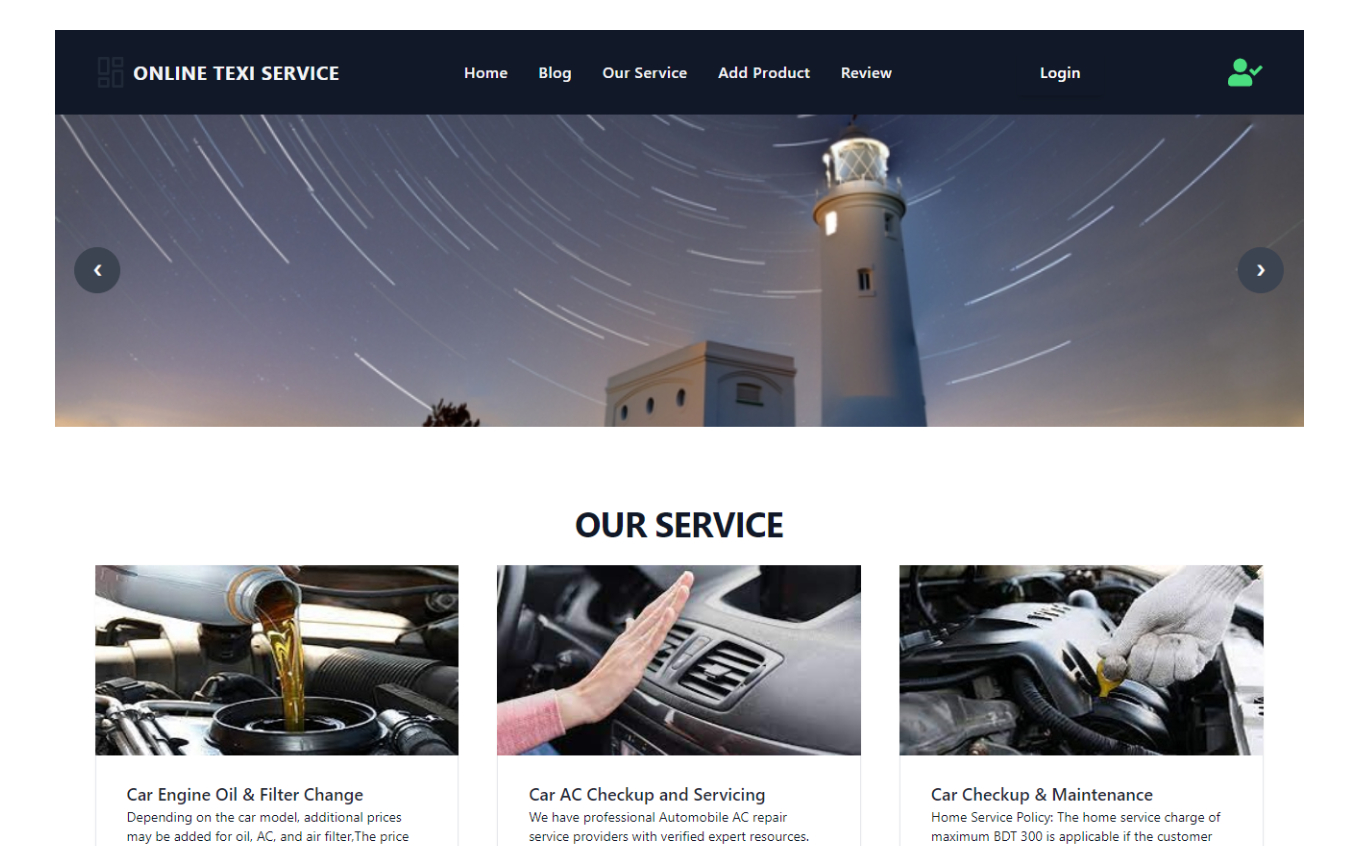 ONLINE TEXI SERVICE
Home Blog Our Service Add Product Review Login
‹ ›
OUR SERVICE
Car Engine Oil & Filter Change
Depending on the car model, additional prices
may be added for oil, AC, and air filter,The price
Car AC Checkup and Servicing
We have professional Automobile AC repair
service providers with verified expert resources.
Car Checkup & Maintenance
Home Service Policy: The home service charge of
maximum BDT 300 is applicable if the customer